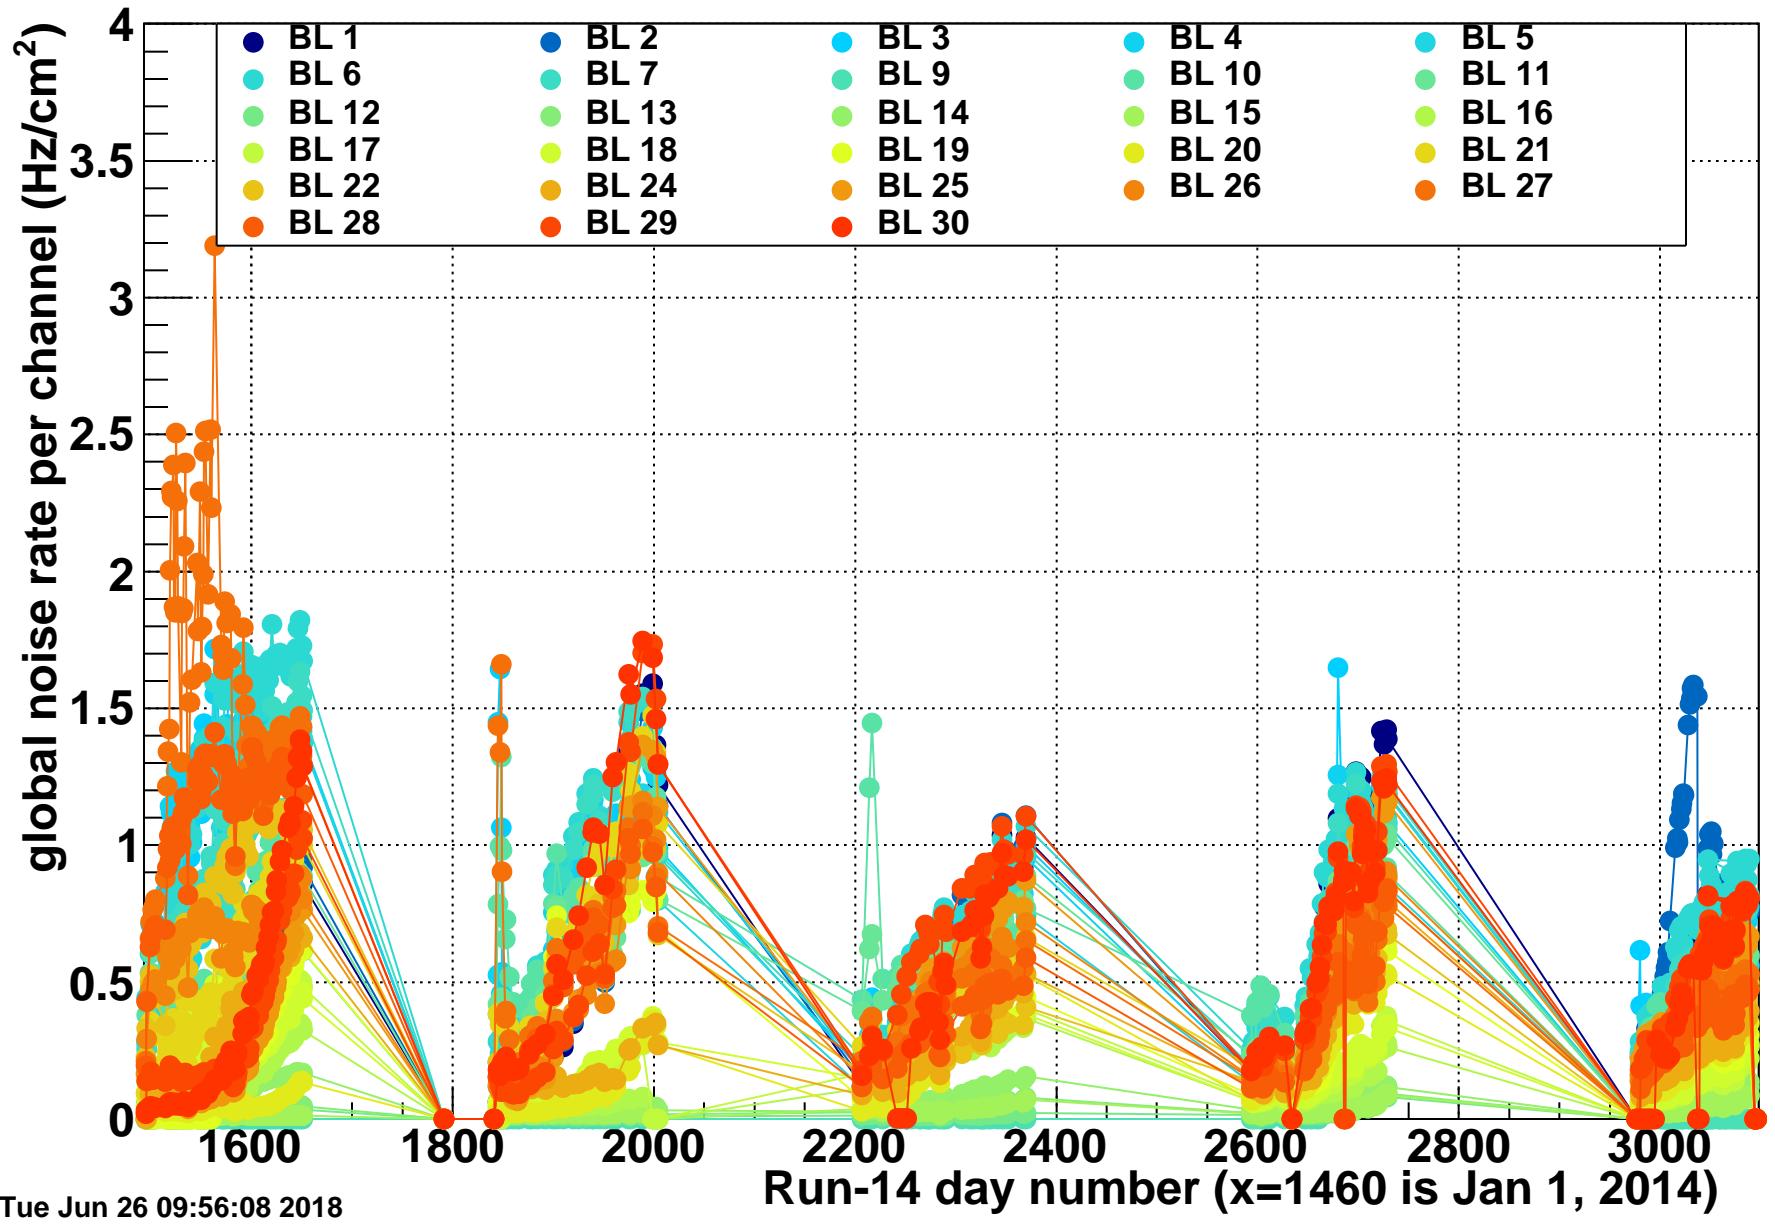 global noise rate per channel (Hz/cm²)
4
3.5
3
2.5
2
1.5
1
0.5
0
BL 1 BL 2 BL 3 BL 4 BL 5
BL 6 BL 7 BL 9 BL 10 BL 11
BL 12 BL 13 BL 14 BL 15 BL 16
BL 17 BL 18 BL 19 BL 20 BL 21
BL 22 BL 24 BL 25 BL 26 BL 27
BL 28 BL 29 BL 30
1600 1800 2000 2200 2400 2600 2800 3000
Run-14 day number (x=1460 is Jan 1, 2014)
Tue Jun 26 09:56:08 2018